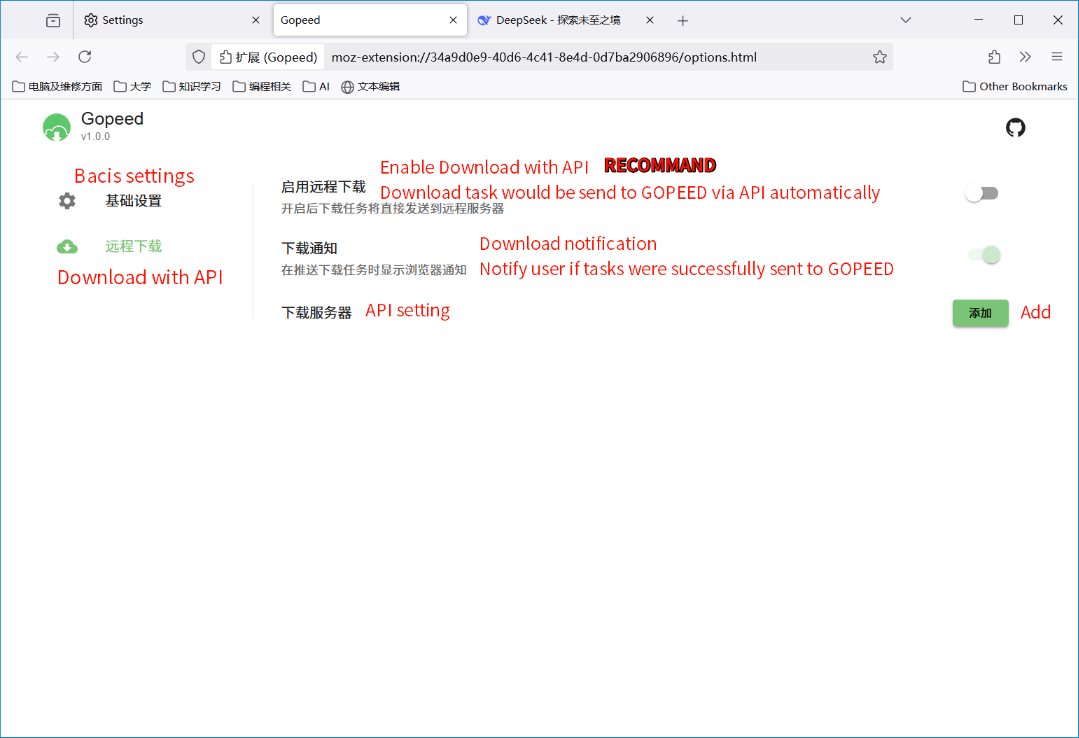 Settings
Gopeed
DeepSeek - 探索未至之境
扩展 (Gopeed)
moz-extension://34a9d0e9-40d6-4c41-8e4d-0d7ba2906896/options.html
电脑及维修方面
大学
知识学习
编程相关
AI
文本编辑
Other Bookmarks
Gopeed
v1.0.0
Bacis settings
基础设置
远程下载
Download with API
Enable Download with API RECOMMAND
启用远程下载
Download task would be send to GOPEED via API automatically
开启后下载任务将直接发送到远程服务器
Download notification
下载通知
在推送下载任务时显示浏览器通知
Notify user if tasks were successfully sent to GOPEED
下载服务器
API setting
添加
Add